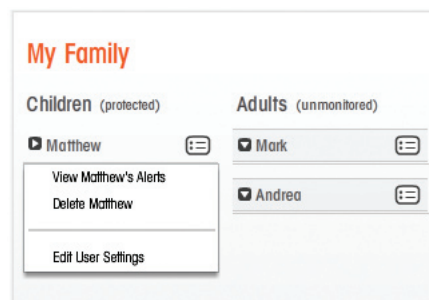 My Family
Children (protected)
Adults (unmonitored)
Matthew
Mark
View Matthew's Alerts
Delete Matthew
Andrea
Edit User Settings